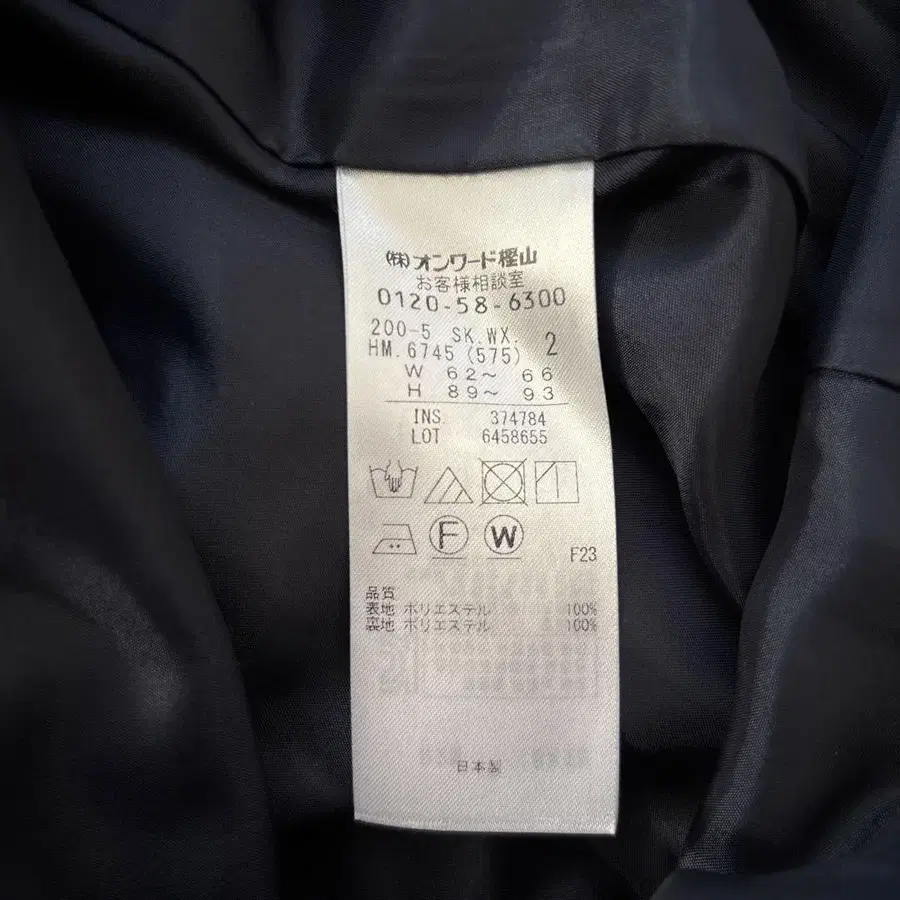 (株)オンワード樫山
お客様相談室
0120-58-6300
200-5 SK.WX. 2
HM.6745(575)
W 62～ 66
H 89～ 93
INS. 374784
LOT 6458655
F
W
F23
品質
表地 ポリエステル 100%
裏地 ポリエステル 100%
日本製